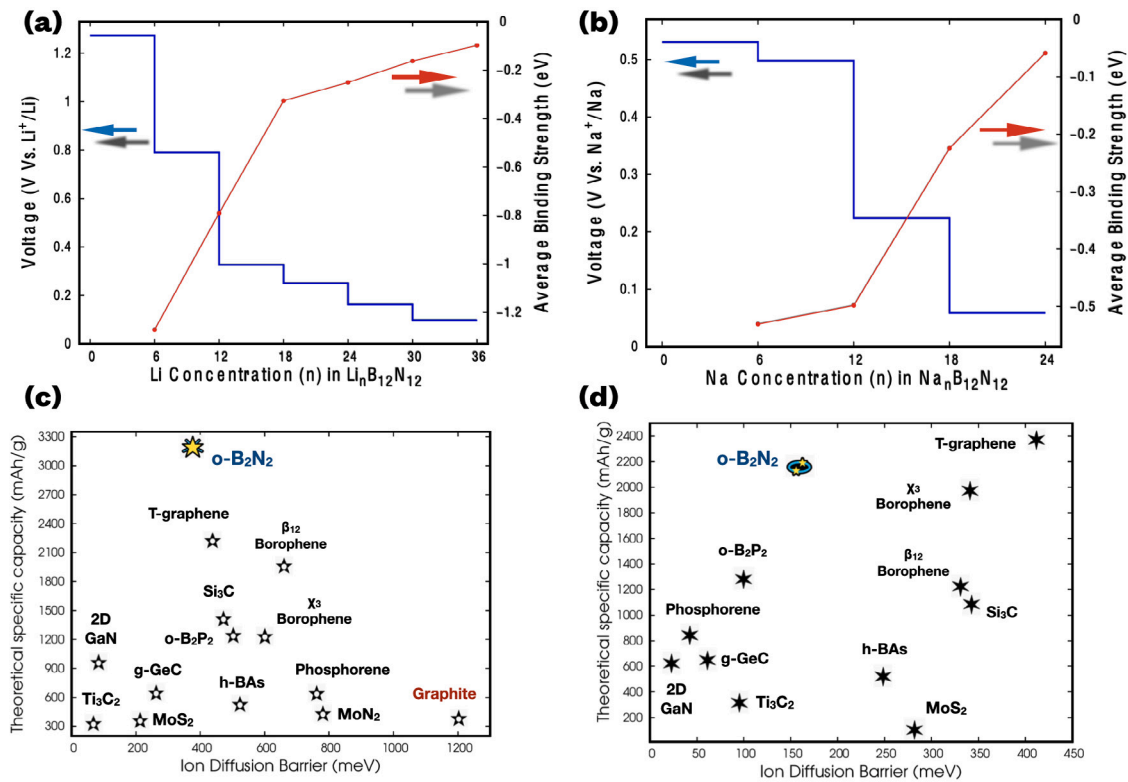 (a)
Voltage (V Vs. Li⁺/Li)
1.2
1
0.8
0.6
0.4
0.2
0
0
−0.2
−0.4
−0.6
−0.8
−1
−1.2
Average Binding Strength (eV)
0 6 12 18 24 30 36
Li Concentration (n) in LiₙB₁₂N₁₂
(b)
Voltage (V Vs. Na⁺/Na)
0.5
0.4
0.3
0.2
0.1
0
0
−0.1
−0.2
−0.3
−0.4
−0.5
Average Binding Strength (eV)
0 6 12 18 24
Na Concentration (n) in NaₙB₁₂N₁₂
(c)
Theoretical specific capacity (mAh/g)
3300
3000
2700
2400
2100
1800
1500
1200
900
600
300
o-B₂N₂
T-graphene
β₁₂
Borophene
Si₃C
χ³
Borophene
2D
GaN
o-B₂P₂
g-GeC
h-BAs
Phosphorene
Graphite
Ti₃C₂
MoS₂
MoN₂
0 200 400 600 800 1000 1200
Ion Diffusion Barrier (meV)
(d)
Theoretical specific capacity (mAh/g)
2400
2200
2000
1800
1600
1400
1200
1000
800
600
400
200
T-graphene
o-B₂N₂
χ³
Borophene
o-B₂P₂
β₁₂
Borophene
Si₃C
Phosphorene
g-GeC
h-BAs
2D
GaN
Ti₃C₂
MoS₂
0 50 100 150 200 250 300 350 400 450
Ion Diffusion Barrier (meV)